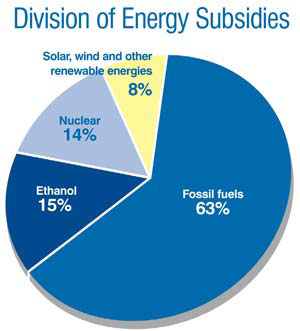 Division of Energy Subsidies
Solar, wind and other
renewable energies
8%
Nuclear
14%
Ethanol
15%
Fossil fuels
63%